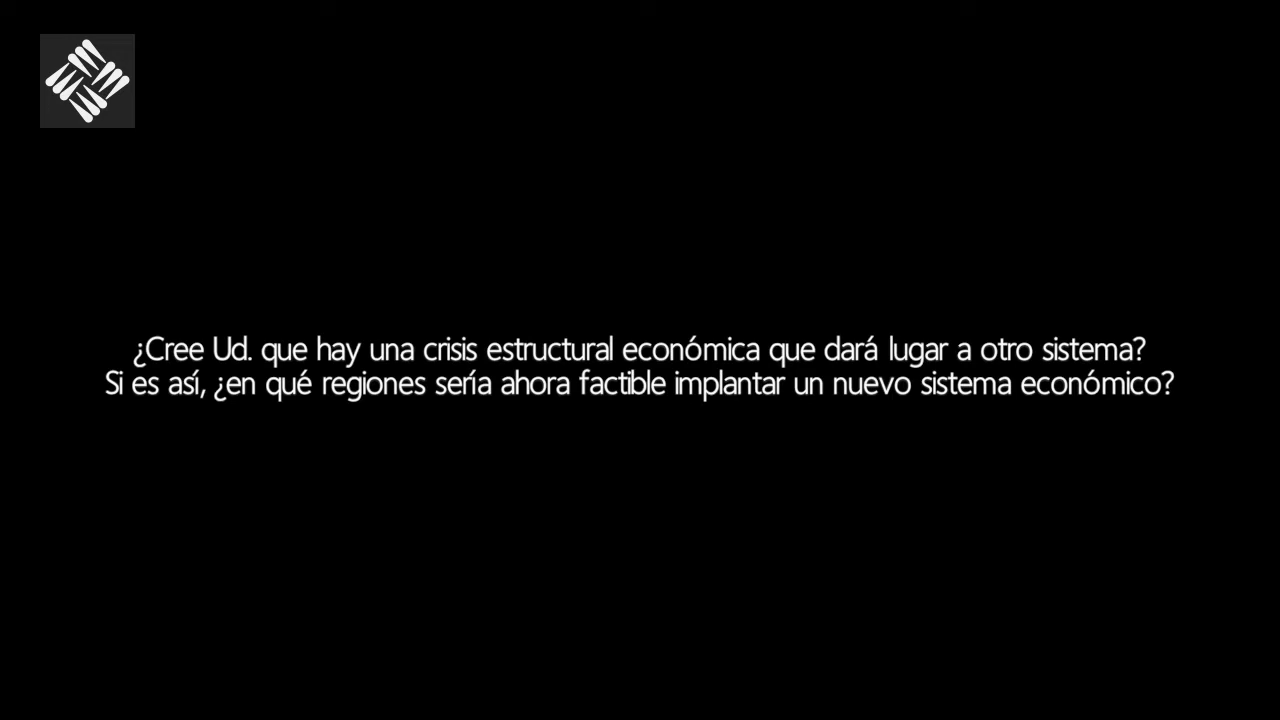 ¿Cree Ud. que hay una crisis estructural económica que dará lugar a otro sistema?
Si es así, ¿en qué regiones sería ahora factible implantar un nuevo sistema económico?